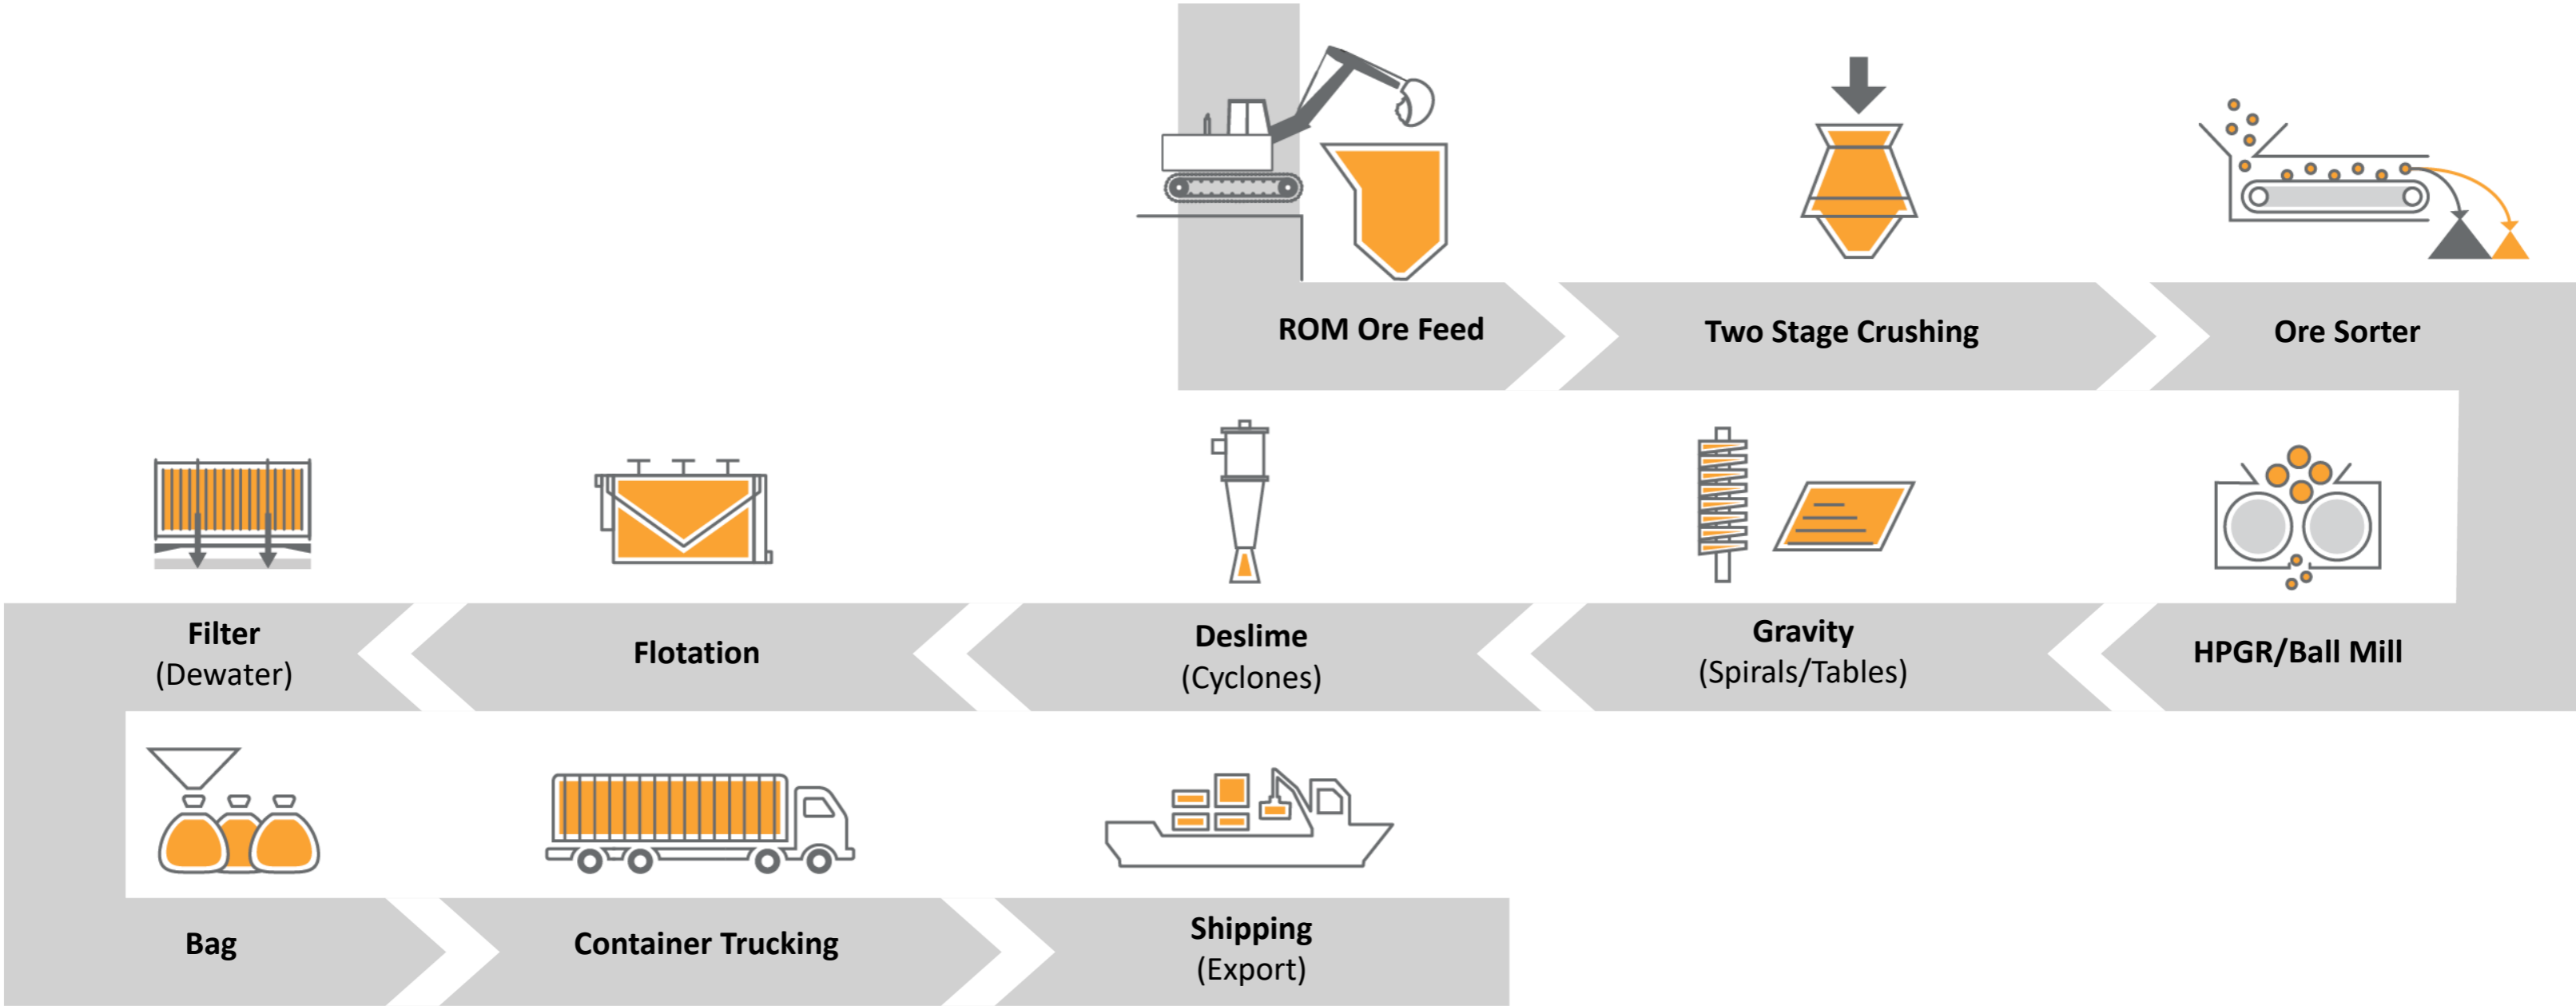 ROM Ore Feed
Two Stage Crushing
Ore Sorter
HPGR/Ball Mill
Gravity
(Spirals/Tables)
Deslime
(Cyclones)
Flotation
Filter
(Dewater)
Bag
Container Trucking
Shipping
(Export)